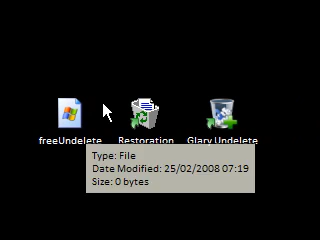 freeUndelete Restoration Glary Undelete
Type: File
Date Modified: 25/02/2008 07:19
Size: 0 bytes